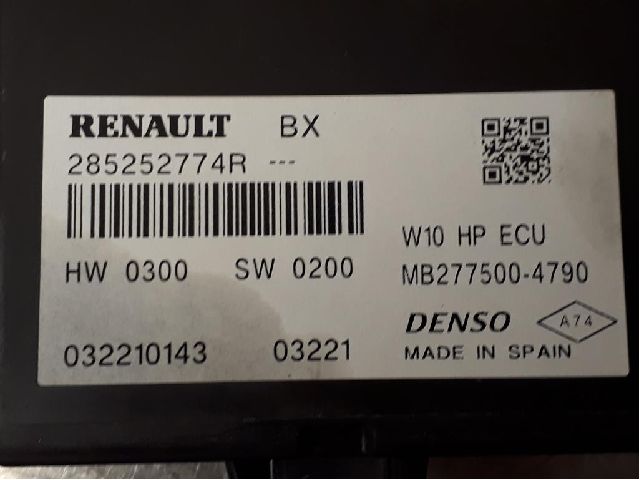 RENAULT BX
285252774R ---
W10 HP ECU
HW 0300 SW 0200 MB277500-4790
DENSO A74
032210143 03221 MADE IN SPAIN